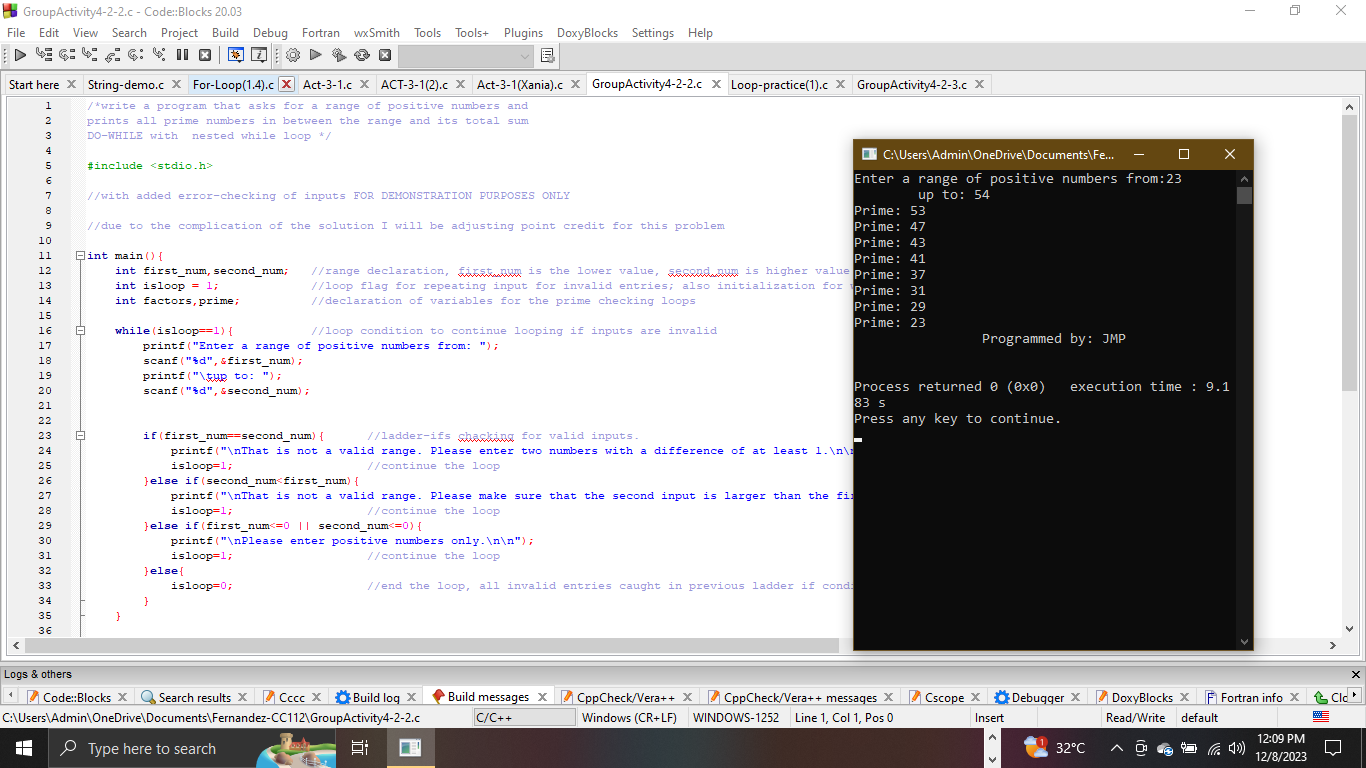 GroupActivity4-2-2.c - Code::Blocks 20.03
File Edit View Search Project Build Debug Fortran wxSmith Tools Tools+ Plugins DoxyBlocks Settings Help
Start here String-demo.c For-Loop(1.4).c Act-3-1.c ACT-3-1(2).c Act-3-1(Xania).c GroupActivity4-2-2.c Loop-practice(1).c GroupActivity4-2-3.c
1 /*write a program that asks for a range of positive numbers and
2 prints all prime numbers in between the range and its total sum
3 DO-WHILE with  nested while loop */
4
5 #include <stdio.h>
6
7 //with added error-checking of inputs FOR DEMONSTRATION PURPOSES ONLY
8
9 //due to the complication of the solution I will be adjusting point credit for this problem
10
11 int main(){
12 int first_num,second_num; //range declaration, first_num is the lower value, second_num is higher value
13 int isloop = 1; //loop flag for repeating input for invalid entries; also initialization for
14 int factors,prime; //declaration of variables for the prime checking loops
15
16 while(isloop==1){ //loop condition to continue looping if inputs are invalid
17 printf("Enter a range of positive numbers from: ");
18 scanf("%d",&first_num);
19 printf("\tup to: ");
20 scanf("%d",&second_num);
21
22
23 if(first_num==second_num){ //ladder-ifs chacking for valid inputs.
24 printf("\nThat is not a valid range. Please enter two numbers with a difference of at least 1.\n\
25 isloop=1; //continue the loop
26 }else if(second_num<first_num){
27 printf("\nThat is not a valid range. Please make sure that the second input is larger than the fi
28 isloop=1; //continue the loop
29 }else if(first_num<=0 || second_num<=0){
30 printf("\nPlease enter positive numbers only.\n\n");
31 isloop=1; //continue the loop
32 }else{
33 isloop=0; //end the loop, all invalid entries caught in previous ladder if condi
34 }
35 }
36
C:\Users\Admin\OneDrive\Documents\Fe...
Enter a range of positive numbers from:23
up to: 54
Prime: 53
Prime: 47
Prime: 43
Prime: 41
Prime: 37
Prime: 31
Prime: 29
Prime: 23
Programmed by: JMP
Process returned 0 (0x0)   execution time : 9.1
83 s
Press any key to continue.
Logs & others
Code::Blocks Search results Cccc Build log Build messages CppCheck/Vera++ CppCheck/Vera++ messages Cscope Debugger DoxyBlocks Fortran info Clo
C:\Users\Admin\OneDrive\Documents\Fernandez-CC112\GroupActivity4-2-2.c C/C++ Windows (CR+LF) WINDOWS-1252 Line 1, Col 1, Pos 0 Insert Read/Write default
Type here to search 1 32°C 12:09 PM
12/8/2023